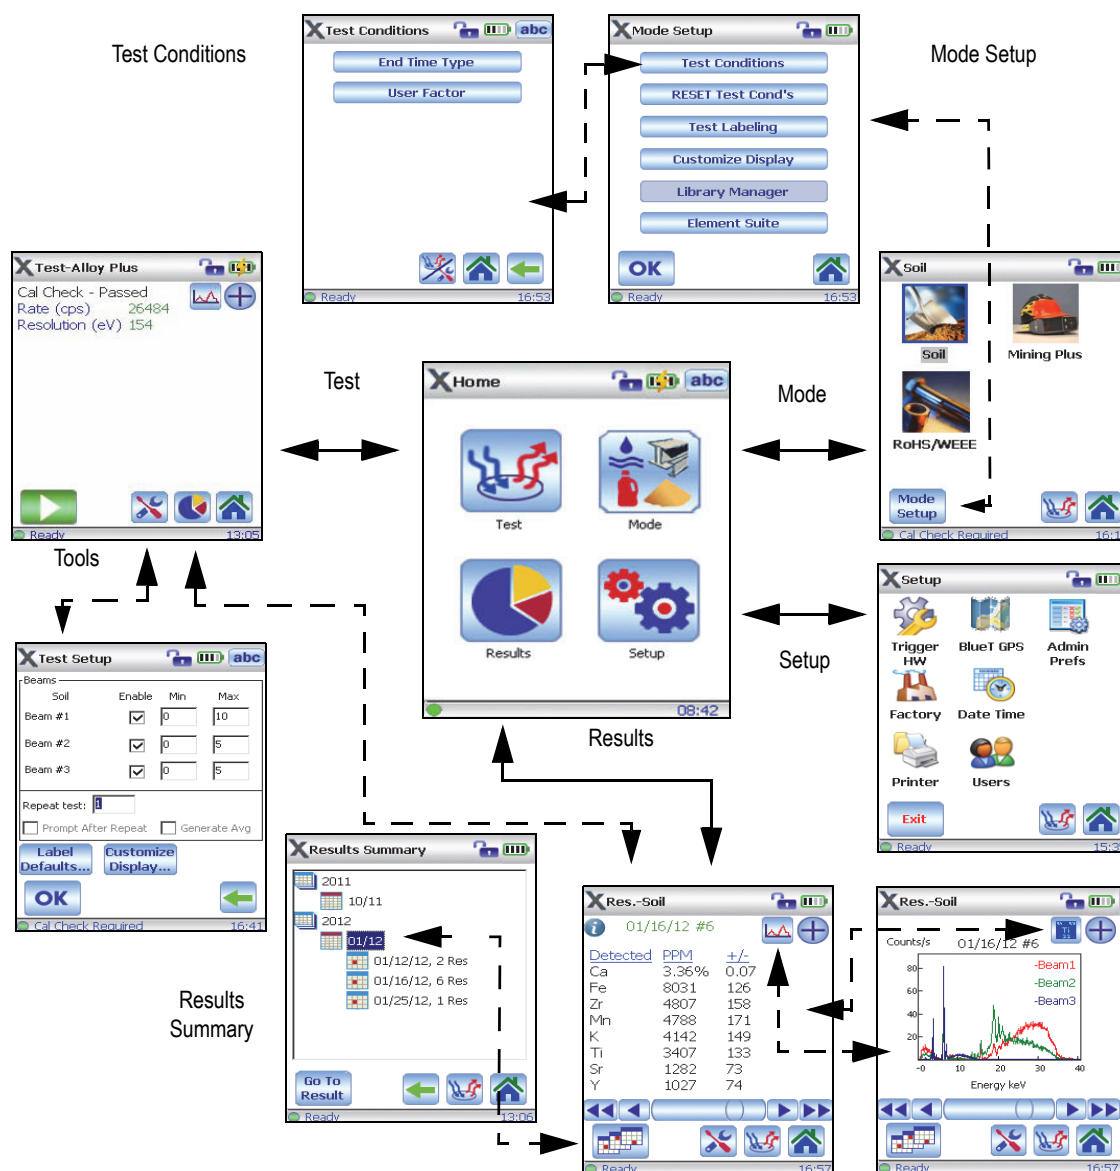 Test Conditions
Test Conditions
abc
End Time Type
User Factor
Ready
16:53
Mode Setup
Test Conditions
RESET Test Cond's
Test Labeling
Customize Display
Library Manager
Element Suite
OK
Ready
16:53
Mode Setup
Test-Alloy Plus
Cal Check - Passed
Rate (cps) 26484
Resolution (eV) 154
Ready
13:05
Test
Home
abc
Test
Mode
Results
Setup
08:42
Mode
Soil
Soil
Mining Plus
RoHS/WEEE
Mode
Setup
Cal Check Required
16:1
Tools
Setup
Setup
Trigger
HW
BlueT GPS
Admin
Prefs
Factory
Date Time
Printer
Users
Exit
Ready
15:3
Test Setup
abc
Beams
Soil Enable Min Max
Beam #1 0 10
Beam #2 0 5
Beam #3 0 5
Repeat test: 1
Prompt After Repeat Generate Avg
Label
Defaults...
Customize
Display...
OK
Cal Check Required
16:41
Results
Results
Summary
Results Summary
2011
10/11
2012
01/12
01/12/12, 2 Res
01/16/12, 6 Res
01/25/12, 1 Res
Go To
Result
Ready
13:06
Res.-Soil
01/16/12 #6
Detected PPM +/-
Ca 3.36% 0.07
Fe 8031 126
Zr 4807 158
Mn 4788 171
K 4142 149
Ti 3407 133
Sr 1282 73
Y 1027 74
Ready
16:57
Res.-Soil
Ti
Counts/s
01/16/12 #6
-Beam1
-Beam2
-Beam3
80
60
40
20
-0 10 20 30 40
Energy keV
Ready
16:57